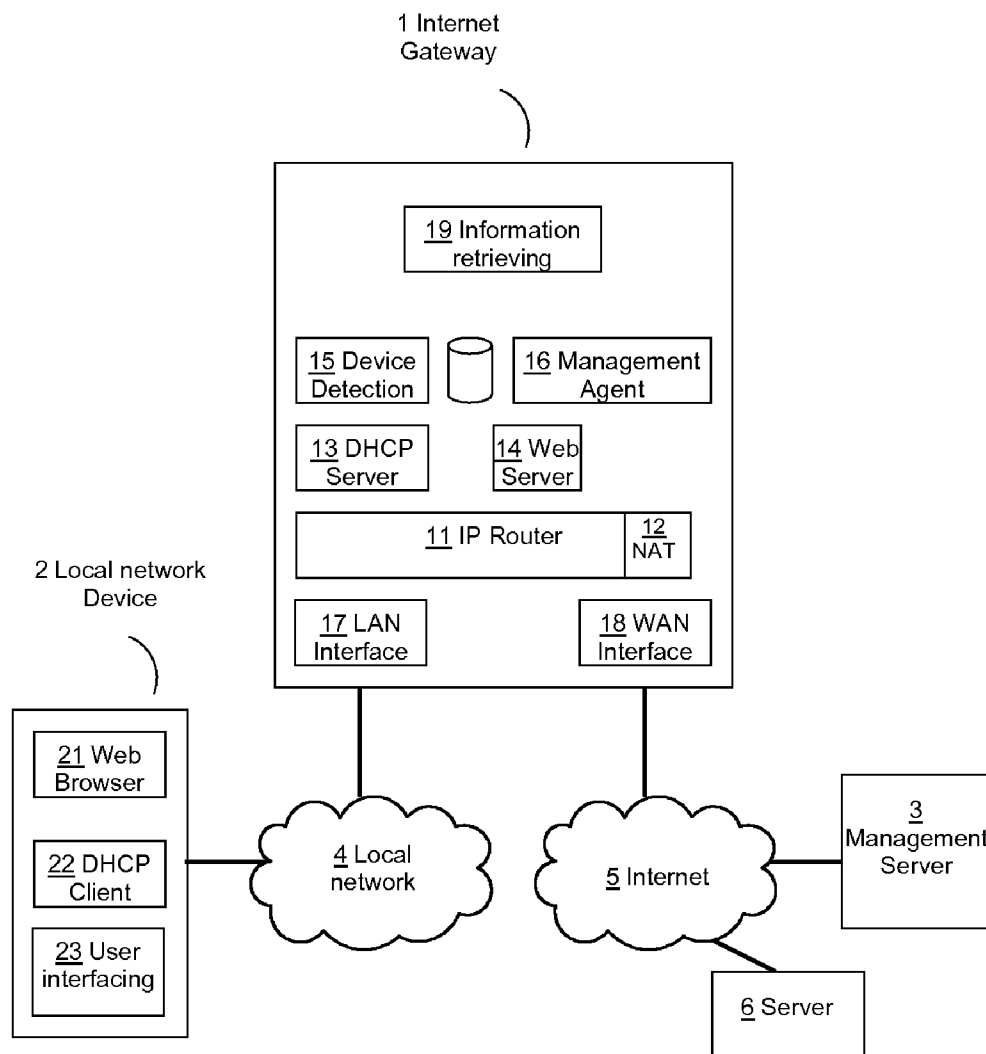 1 Internet
Gateway
19 Information
retrieving
15 Device
Detection
16 Management
Agent
13 DHCP
Server
14 Web
Server
11 IP Router
12
NAT
2 Local network
Device
17 LAN
Interface
18 WAN
Interface
21 Web
Browser
22 DHCP
Client
23 User
interfacing
4 Local
network
5 Internet
3
Management
Server
6 Server